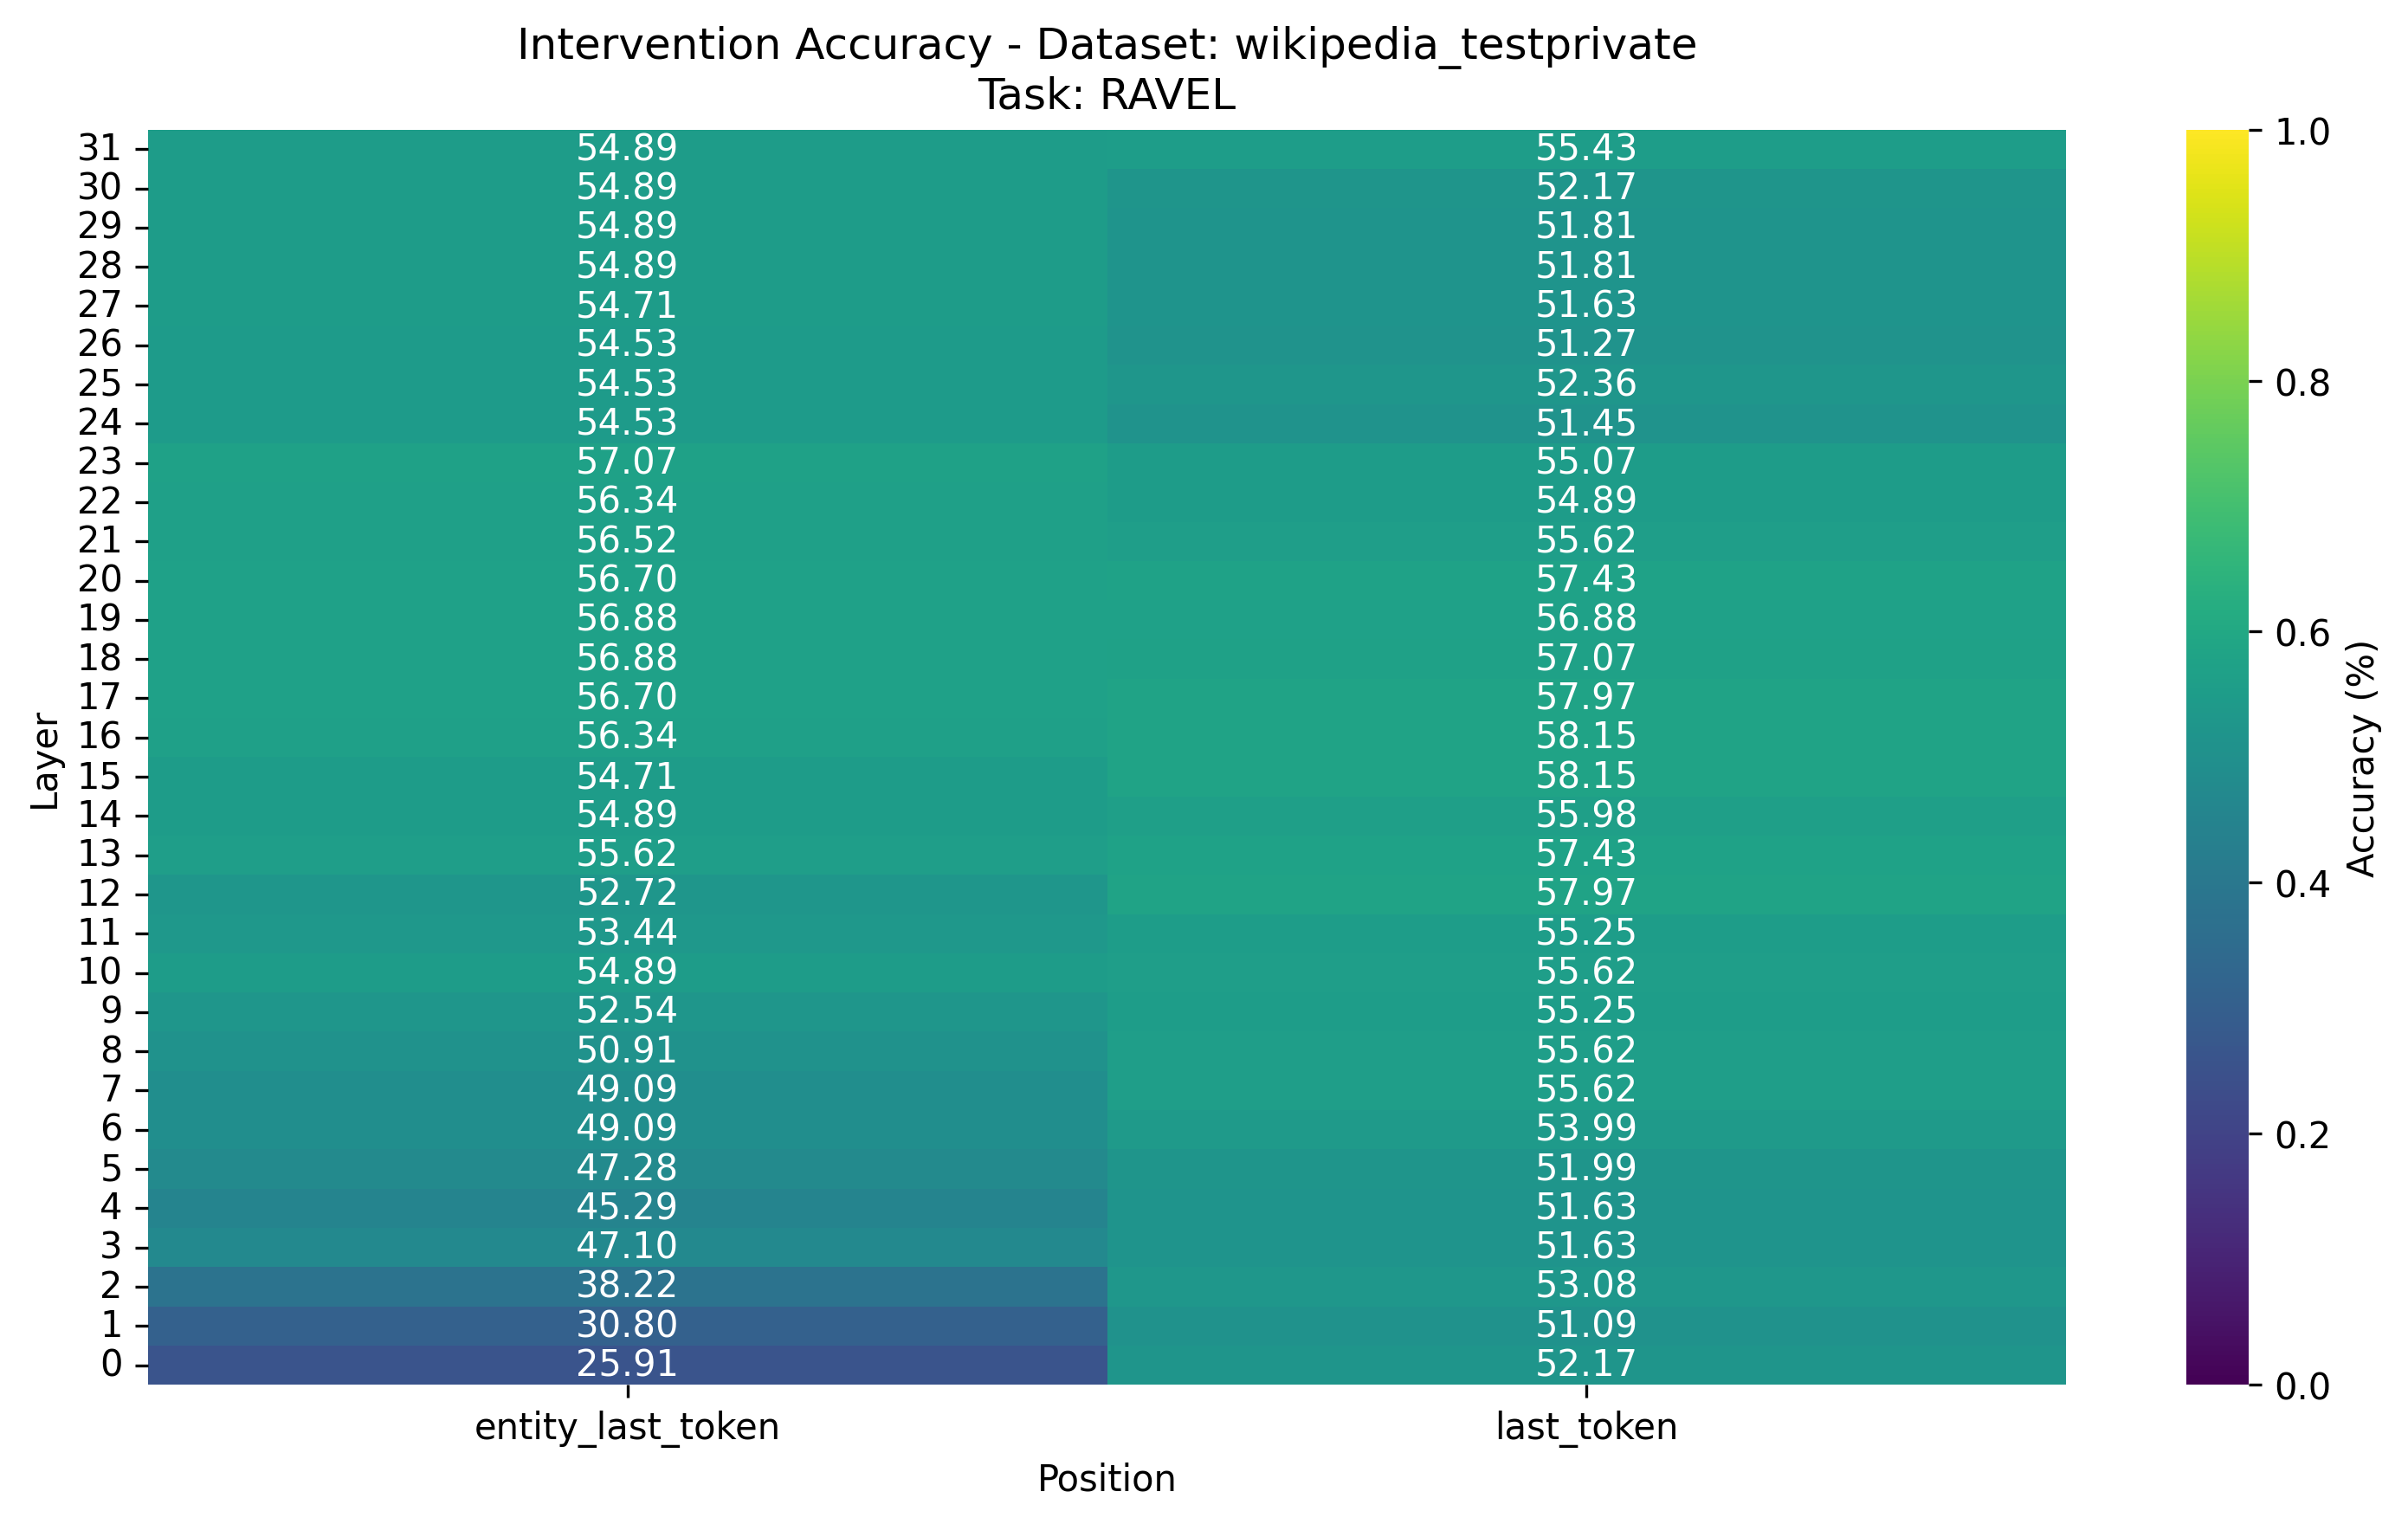 Intervention Accuracy - Dataset: wikipedia_testprivate
Task: RAVEL
31 54.89 55.43
30 54.89 52.17
29 54.89 51.81
28 54.89 51.81
27 54.71 51.63
26 54.53 51.27
25 54.53 52.36
24 54.53 51.45
23 57.07 55.07
22 56.34 54.89
21 56.52 55.62
20 56.70 57.43
19 56.88 56.88
18 56.88 57.07
17 56.70 57.97
16 56.34 58.15
15 54.71 58.15
14 54.89 55.98
13 55.62 57.43
12 52.72 57.97
11 53.44 55.25
10 54.89 55.62
9 52.54 55.25
8 50.91 55.62
7 49.09 55.62
6 49.09 53.99
5 47.28 51.99
4 45.29 51.63
3 47.10 51.63
2 38.22 53.08
1 30.80 51.09
0 25.91 52.17
Layer
entity_last_token last_token
Position
1.0
0.8
0.6
0.4
0.2
0.0
Accuracy (%)